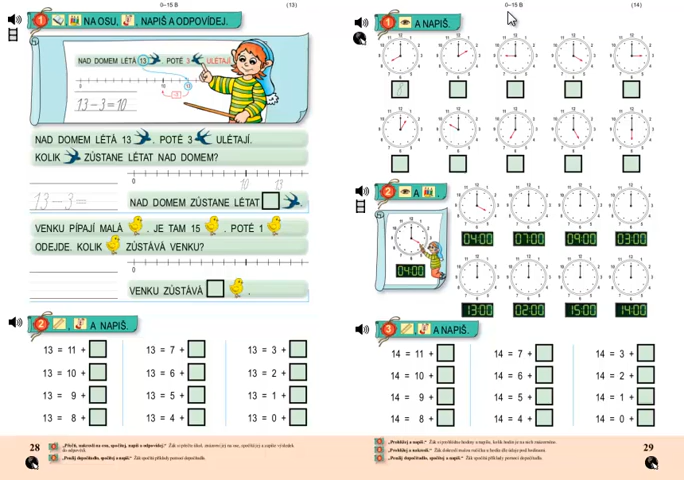 0–15 B
(13)
1 NA OSU, NAPIŠ A ODPOVÍDEJ.
NAD DOMEM LÉTÁ 13 . POTÉ 3 ULÉTAJÍ
0 10 13
-3
13-3=10
NAD DOMEM LÉTÁ 13 . POTÉ 3 ULÉTAJÍ.
KOLIK ZŮSTANE LÉTAT NAD DOMEM?
0 10 13
13-3=
NAD DOMEM ZŮSTANE LÉTAT
VENKU PÍPAJÍ MALÁ . JE TAM 15 . POTÉ 1
ODEJDE. KOLIK ZŮSTÁVÁ VENKU?
0
VENKU ZŮSTÁVÁ
2 , A NAPIŠ.
13 = 11 +
13 = 7 +
13 = 3 +
13 = 10 +
13 = 6 +
13 = 2 +
13 = 9 +
13 = 5 +
13 = 1 +
13 = 8 +
13 = 4 +
13 = 0 +
28
0–15 B
(14)
1 A NAPIŠ.
8
2 A
04:00
04:00 07:00 09:00 03:00
13:00 02:00 15:00 14:00
3 A NAPIŠ.
14 = 11 +
14 = 7 +
14 = 3 +
14 = 10 +
14 = 6 +
14 = 2 +
14 = 9 +
14 = 5 +
14 = 1 +
14 = 8 +
14 = 4 +
14 = 0 +
29